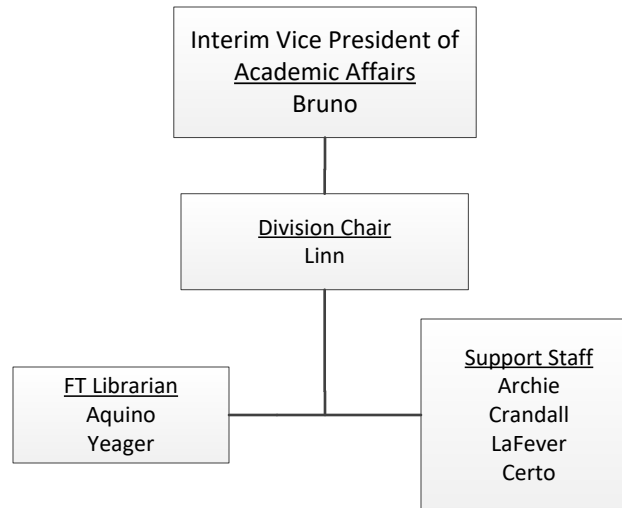 Interim Vice President of
Academic Affairs
Bruno
Division Chair
Linn
FT Librarian
Aquino
Yeager
Support Staff
Archie
Crandall
LaFever
Certo